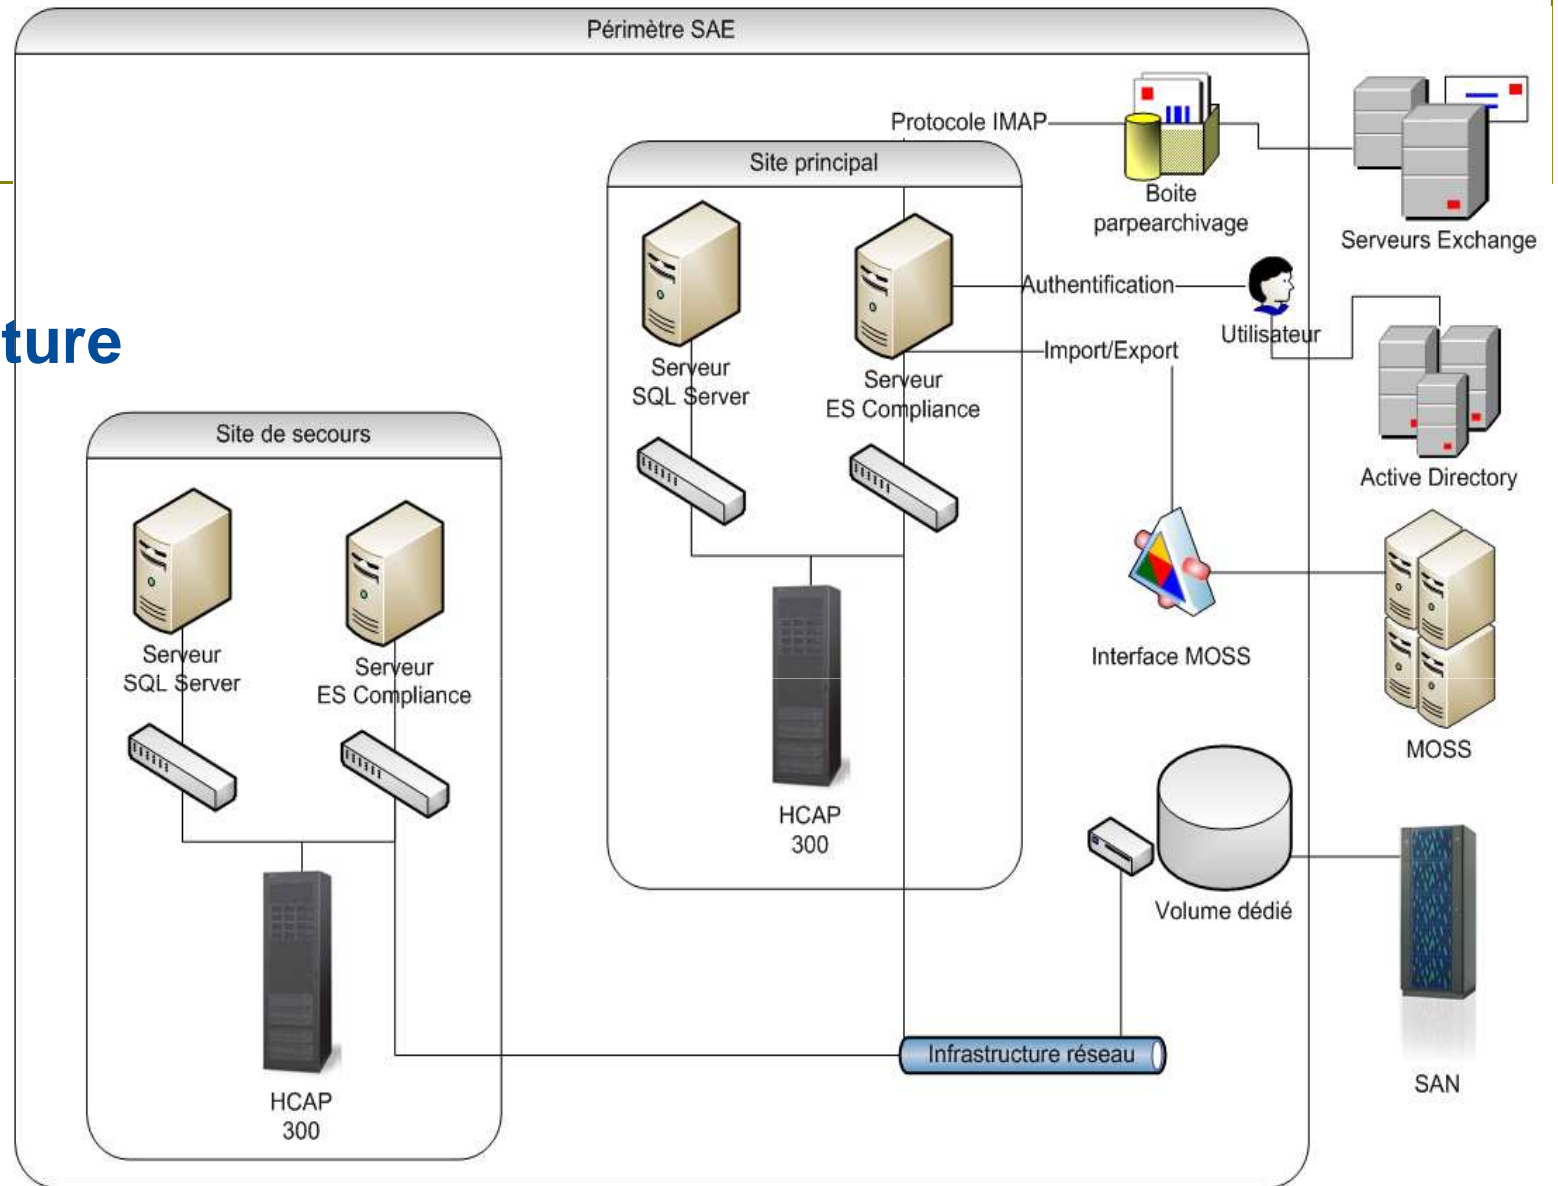 Périmètre SAE
Protocole IMAP
Site principal
Boite
parpearchivage
Serveurs Exchange
Authentification
Utilisateur
ture
Import/Export
Serveur
SQL Server
Serveur
ES Compliance
Site de secours
Active Directory
Serveur
SQL Server
Serveur
ES Compliance
Interface MOSS
MOSS
HCAP
300
Volume dédié
Infrastructure réseau
SAN
HCAP
300